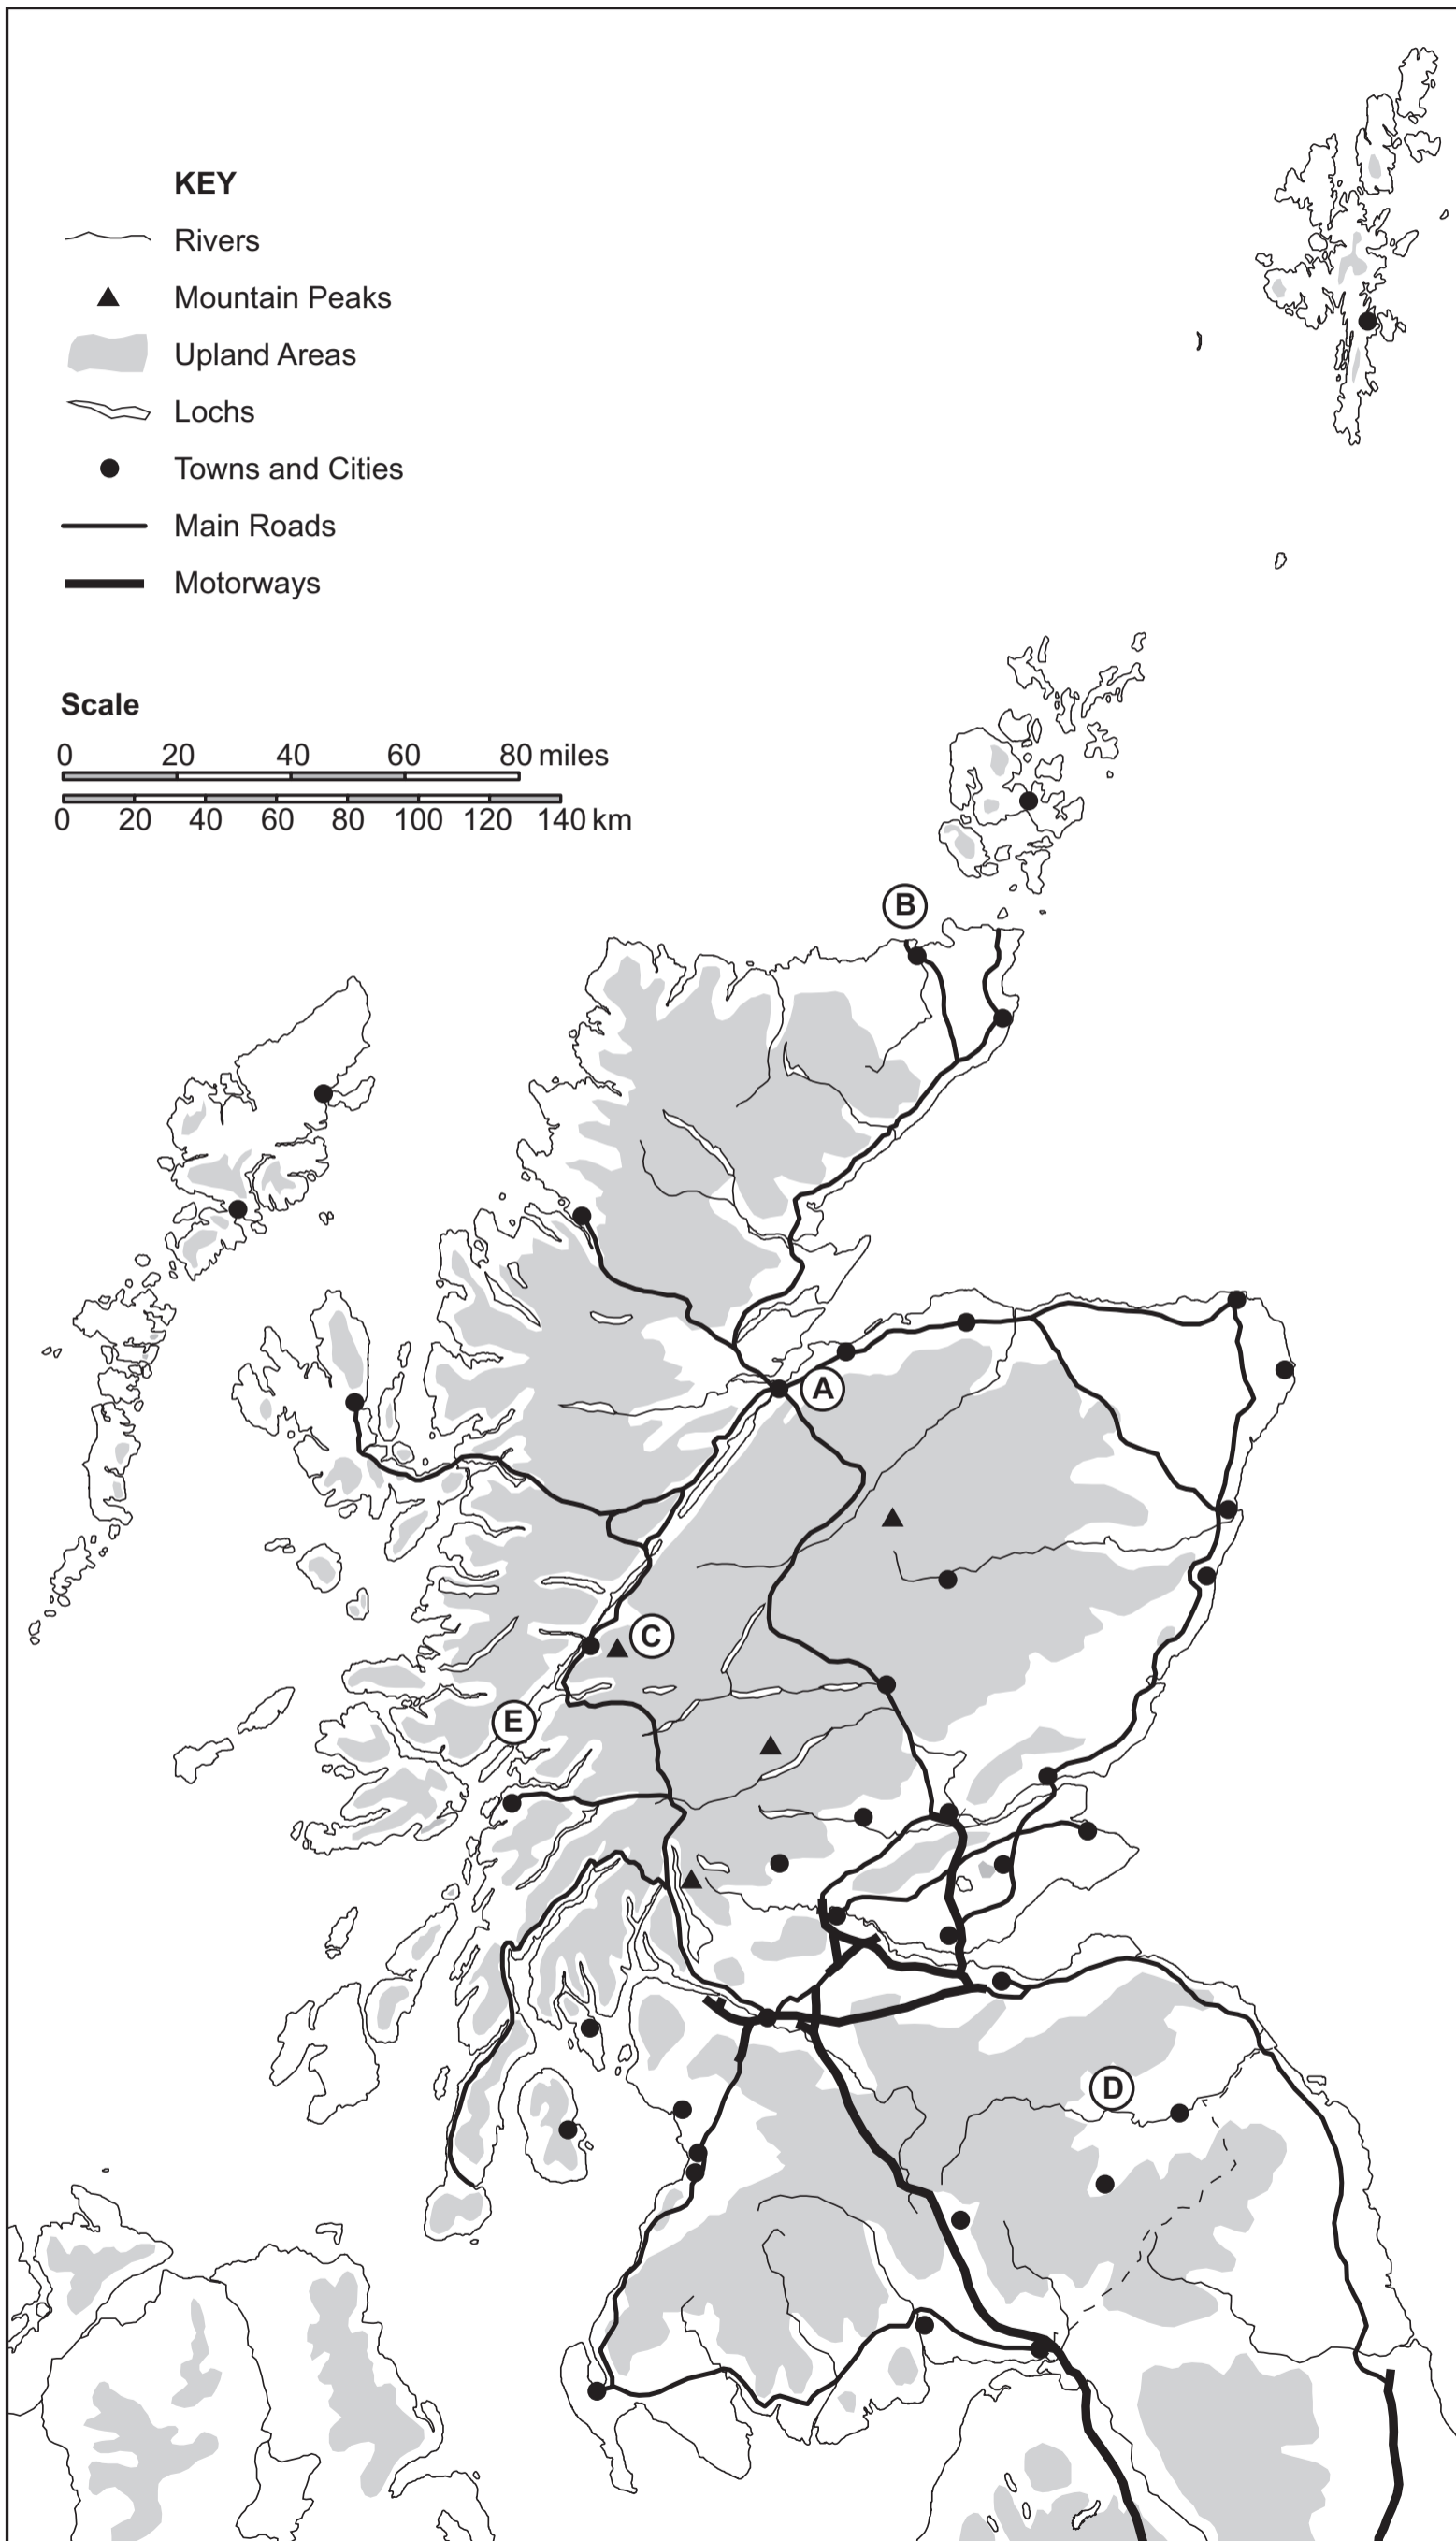 KEY
Rivers
Mountain Peaks
Upland Areas
Lochs
Towns and Cities
Main Roads
Motorways
Scale
0 20 40 60 80 miles
0 20 40 60 80 100 120 140 km
B
A
C
E
D